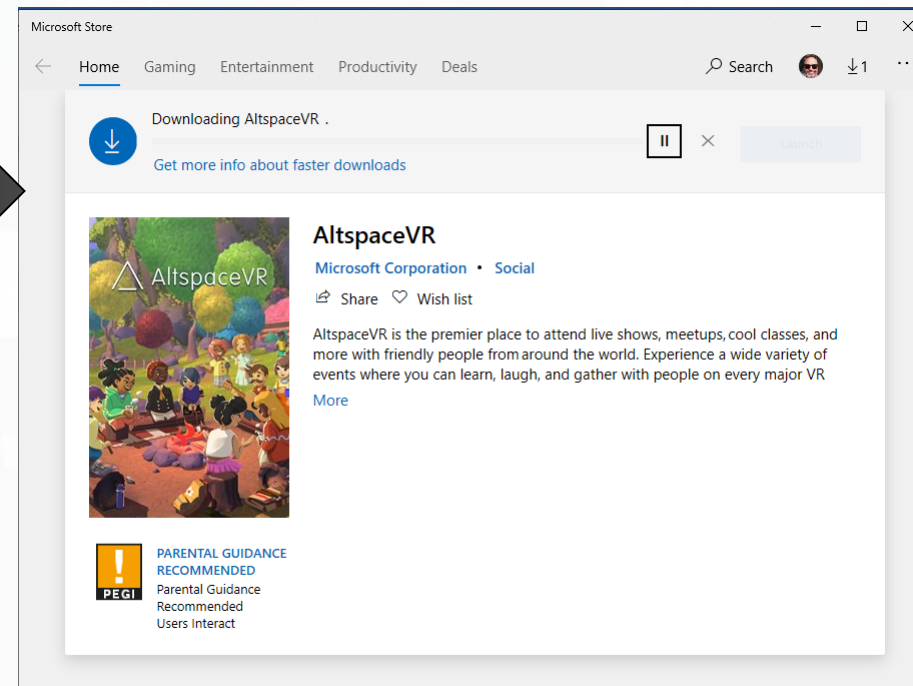 Microsoft Store
Home Gaming Entertainment Productivity Deals Search 1
Downloading AltspaceVR .
Launch
Get more info about faster downloads
AltspaceVR
AltspaceVR
Microsoft Corporation • Social
Share Wish list
AltspaceVR is the premier place to attend live shows, meetups, cool classes, and
more with friendly people from around the world. Experience a wide variety of
events where you can learn, laugh, and gather with people on every major VR
More
PEGI
PARENTAL GUIDANCE
RECOMMENDED
Parental Guidance
Recommended
Users Interact